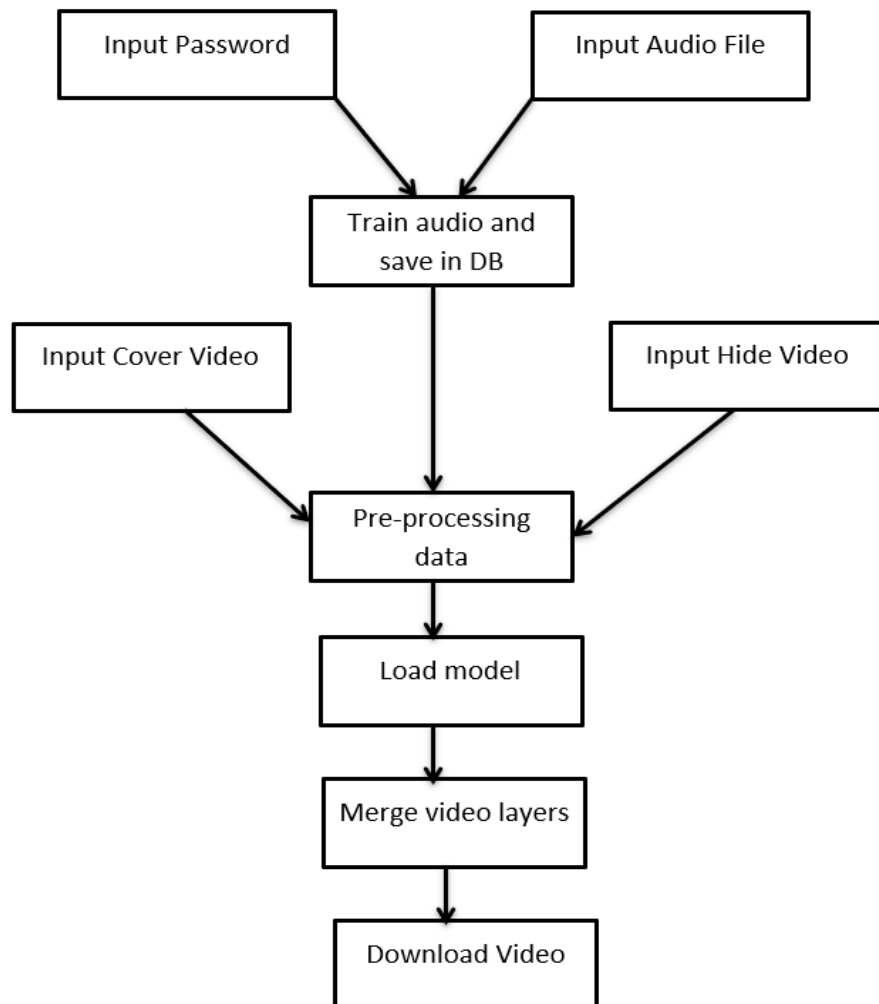 Input Password
Input Audio File
Train audio and
save in DB
Input Cover Video
Input Hide Video
Pre-processing
data
Load model
Merge video layers
Download Video